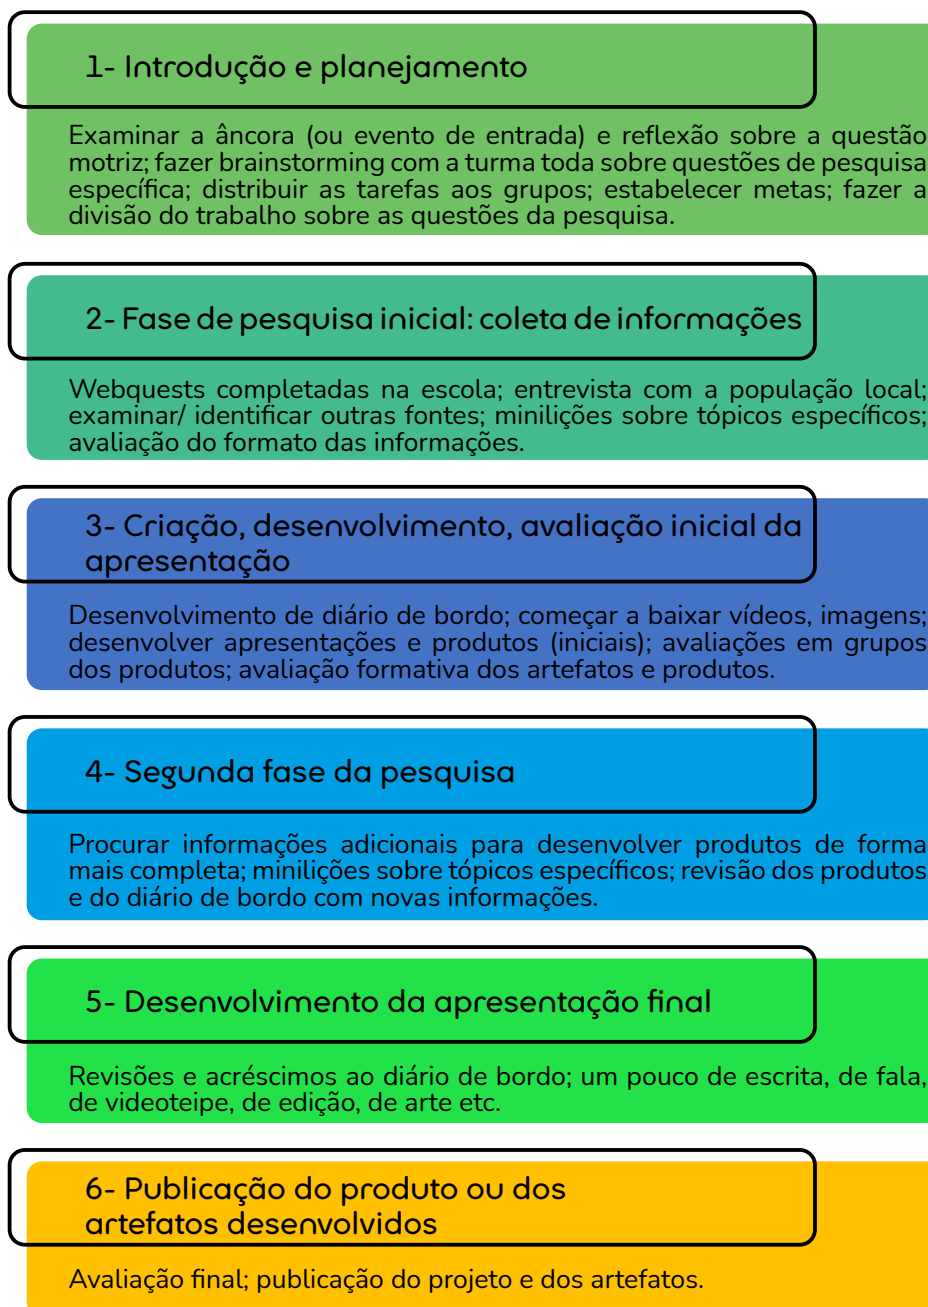 1- Introdução e planejamento
Examinar a âncora (ou evento de entrada) e reflexão sobre a questão
motriz; fazer brainstorming com a turma toda sobre questões de pesquisa
específica; distribuir as tarefas aos grupos; estabelecer metas; fazer a
divisão do trabalho sobre as questões da pesquisa.
2- Fase de pesquisa inicial: coleta de informações
Webquests completadas na escola; entrevista com a população local;
examinar/ identificar outras fontes; minilições sobre tópicos específicos;
avaliação do formato das informações.
3- Criação, desenvolvimento, avaliação inicial da
apresentação
Desenvolvimento de diário de bordo; começar a baixar vídeos, imagens;
desenvolver apresentações e produtos (iniciais); avaliações em grupos
dos produtos; avaliação formativa dos artefatos e produtos.
4- Segunda fase da pesquisa
Procurar informações adicionais para desenvolver produtos de forma
mais completa; minilições sobre tópicos específicos; revisão dos produtos
e do diário de bordo com novas informações.
5- Desenvolvimento da apresentação final
Revisões e acréscimos ao diário de bordo; um pouco de escrita, de fala,
de videoteipe, de edição, de arte etc.
6- Publicação do produto ou dos
artefatos desenvolvidos
Avaliação final; publicação do projeto e dos artefatos.